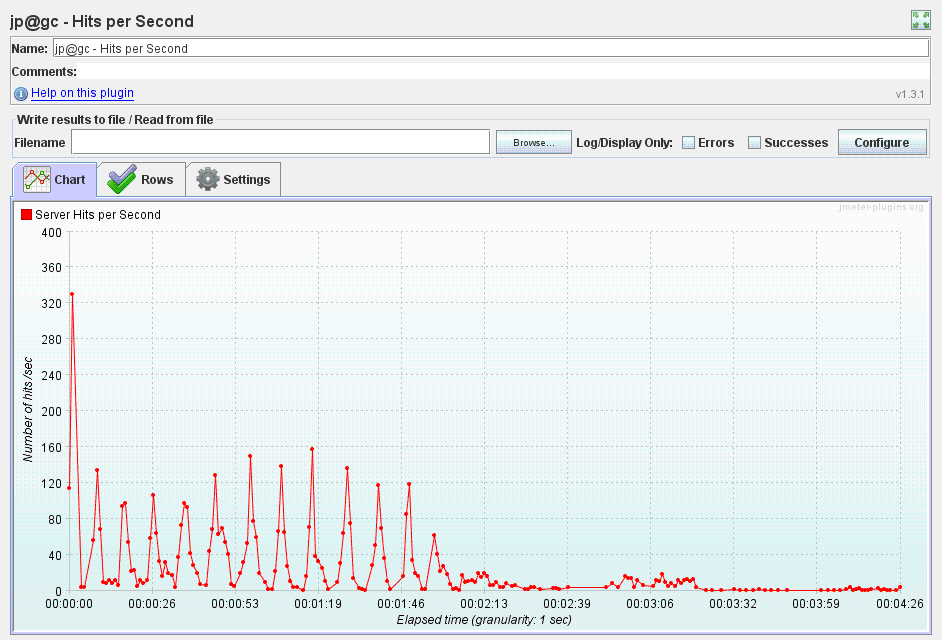 jp@gc - Hits per Second
Name: jp@gc - Hits per Second
Comments:
Help on this plugin
v1.3.1
Write results to file / Read from file
Filename Browse... Log/Display Only: Errors Successes Configure
Chart Rows Settings
jmeter-plugins.org
Server Hits per Second
400
360
320
280
240
200
160
120
80
40
0
Number of hits /sec
00:00:00 00:00:26 00:00:53 00:01:19 00:01:46 00:02:13 00:02:39 00:03:06 00:03:32 00:03:59 00:04:26
Elapsed time (granularity: 1 sec)